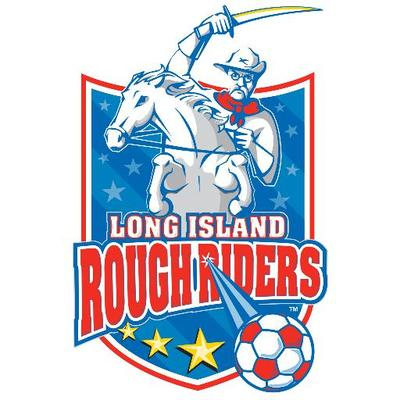 LONG ISLAND
ROUGH RIDERS
™